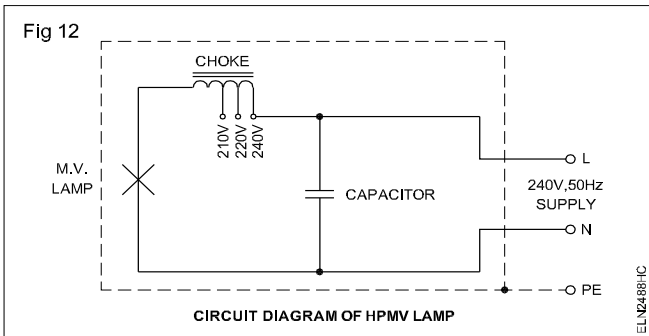 Fig 12
CHOKE
210V
220V
240V
M.V.
LAMP
CAPACITOR
L
240V,50Hz
SUPPLY
N
PE
CIRCUIT DIAGRAM OF HPMV LAMP
ELN2488HC